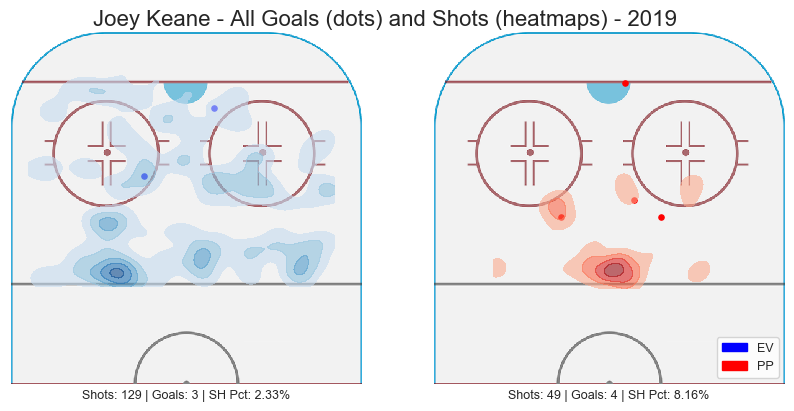 Joey Keane - All Goals (dots) and Shots (heatmaps) - 2019
EV
PP
Shots: 129 | Goals: 3 | SH Pct: 2.33%
Shots: 49 | Goals: 4 | SH Pct: 8.16%